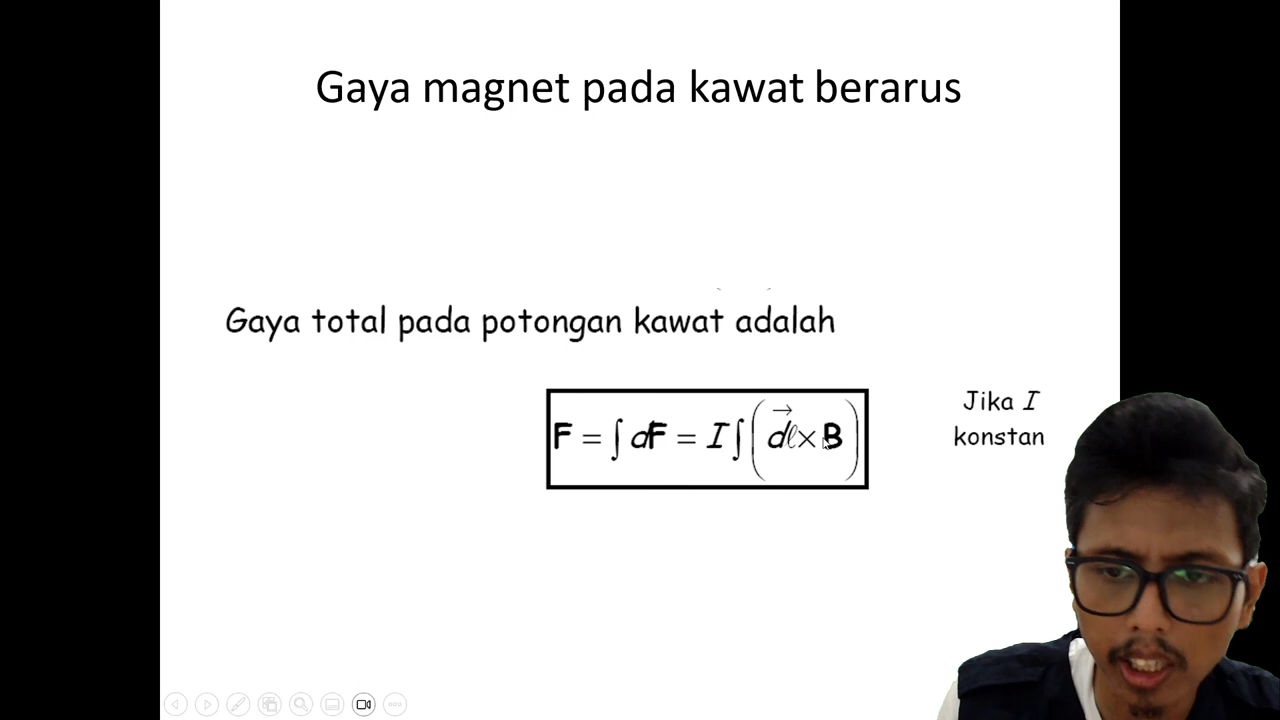 Gaya magnet pada kawat berarus
Gaya total pada potongan kawat adalah
F = ∫ dF = I ∫ (d⃗ℓ × B)
Jika I
konstan